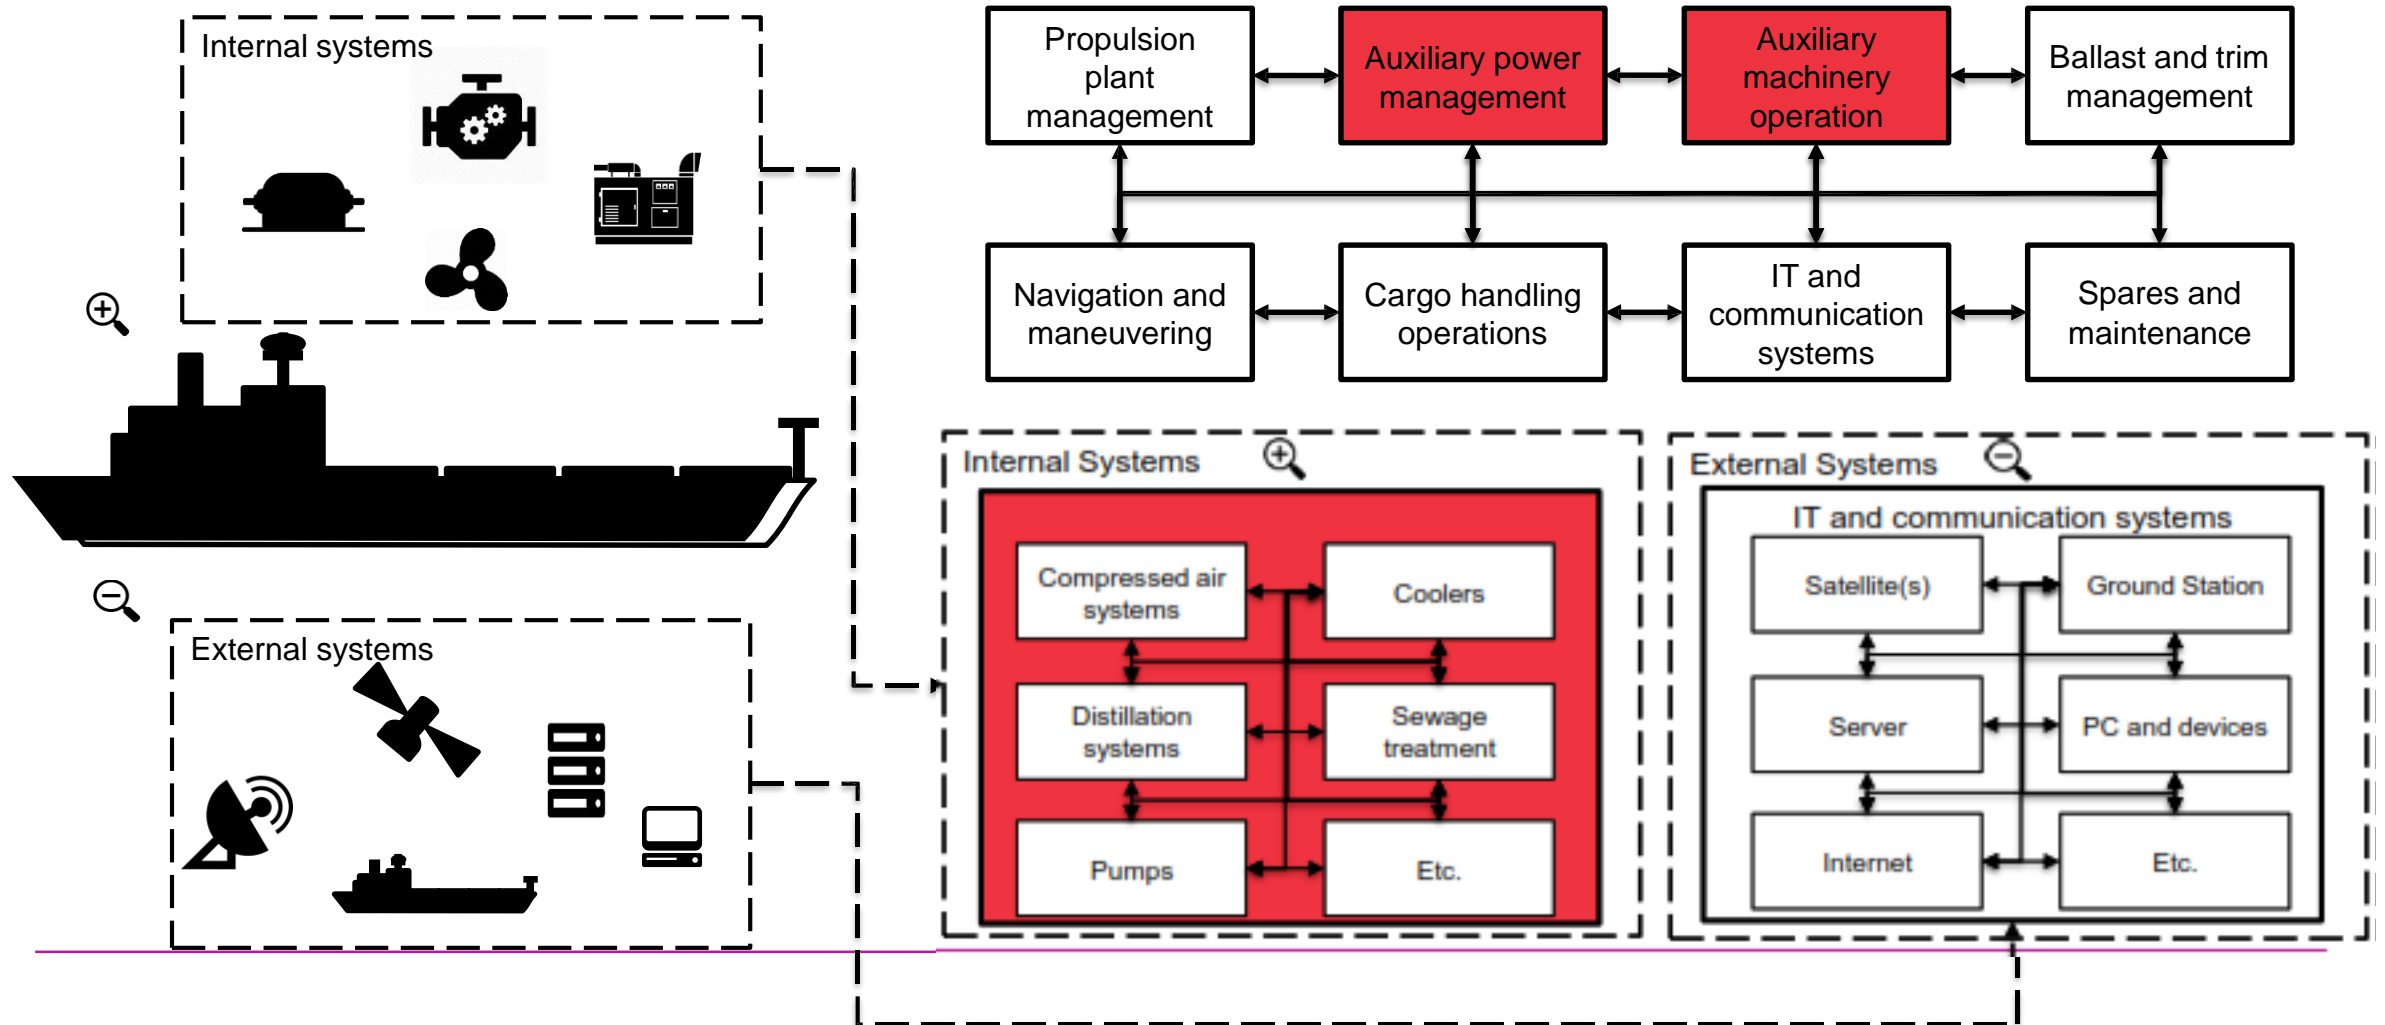 Internal systems
Propulsion
plant
management
Auxiliary power
management
Auxiliary
machinery
operation
Ballast and trim
management
Navigation and
maneuvering
Cargo handling
operations
IT and
communication
systems
Spares and
maintenance
External systems
Internal Systems
Compressed air
systems
Coolers
Distillation
systems
Sewage
treatment
Pumps
Etc.
External Systems
IT and communication systems
Satellite(s)
Ground Station
Server
PC and devices
Internet
Etc.